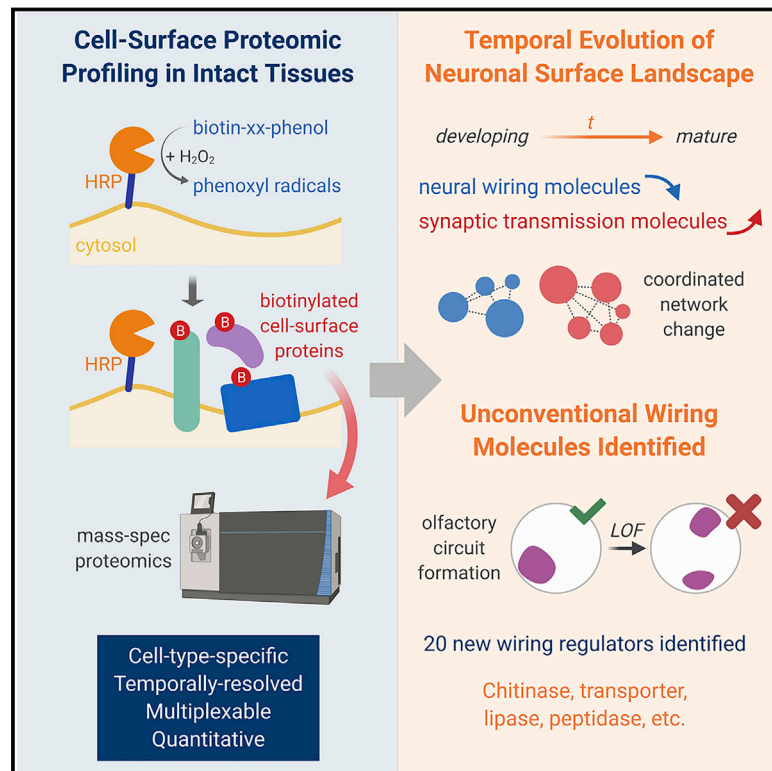 Cell-Surface Proteomic
Profiling in Intact Tissues
biotin-xx-phenol
+ H₂O₂
HRP
phenoxyl radicals
cytosol
biotinylated
cell-surface
proteins
B
B
B
HRP
mass-spec
proteomics
Cell-type-specific
Temporally-resolved
Multiplexable
Quantitative
Temporal Evolution of
Neuronal Surface Landscape
developing
t
mature
neural wiring molecules
synaptic transmission molecules
coordinated
network
change
Unconventional Wiring
Molecules Identified
olfactory
circuit
formation
LOF
20 new wiring regulators identified
Chitinase, transporter,
lipase, peptidase, etc.